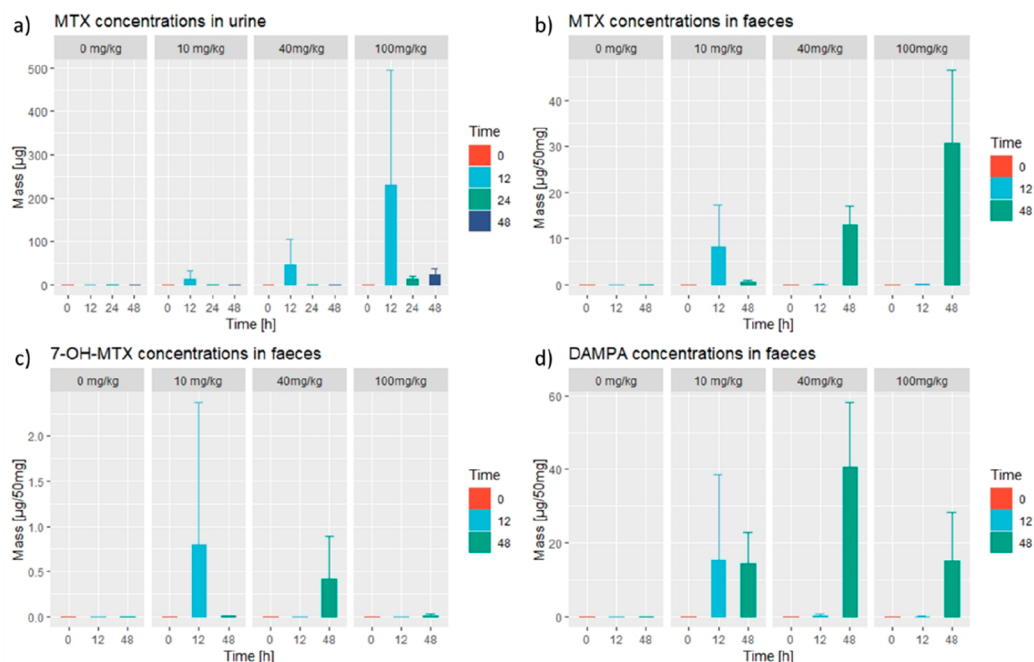 a) MTX concentrations in urine
0 mg/kg 10 mg/kg 40mg/kg 100mg/kg
500
400
300
200
100
0
Mass [µg]
0 12 24 48 0 12 24 48 0 12 24 48 0 12 24 48
Time [h]
Time
0
12
24
48
b) MTX concentrations in faeces
0 mg/kg 10 mg/kg 40mg/kg 100mg/kg
40
30
20
10
0
Mass [µg/50mg]
0 12 48 0 12 48 0 12 48 0 12 48
Time [h]
Time
0
12
48
c) 7-OH-MTX concentrations in faeces
0 mg/kg 10 mg/kg 40mg/kg 100mg/kg
2.0
1.5
1.0
0.5
0.0
Mass [µg/50mg]
0 12 48 0 12 48 0 12 48 0 12 48
Time [h]
Time
0
12
48
d) DAMPA concentrations in faeces
0 mg/kg 10 mg/kg 40mg/kg 100mg/kg
60
40
20
0
Mass [µg/50mg]
0 12 48 0 12 48 0 12 48 0 12 48
Time [h]
Time
0
12
48